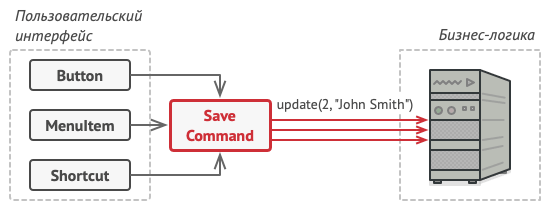 Пользовательский
интерфейс
Бизнес-логика
Button
MenuItem
Shortcut
Save
Command
update(2, "John Smith")